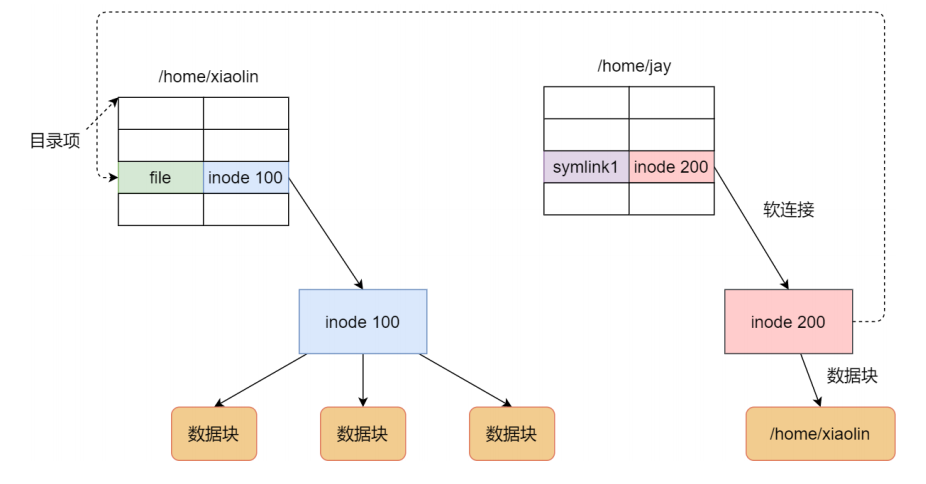 /home/xiaolin
/home/jay
目录项
file
inode 100
symlink1
inode 200
软连接
inode 100
inode 200
数据块
数据块
数据块
数据块
/home/xiaolin